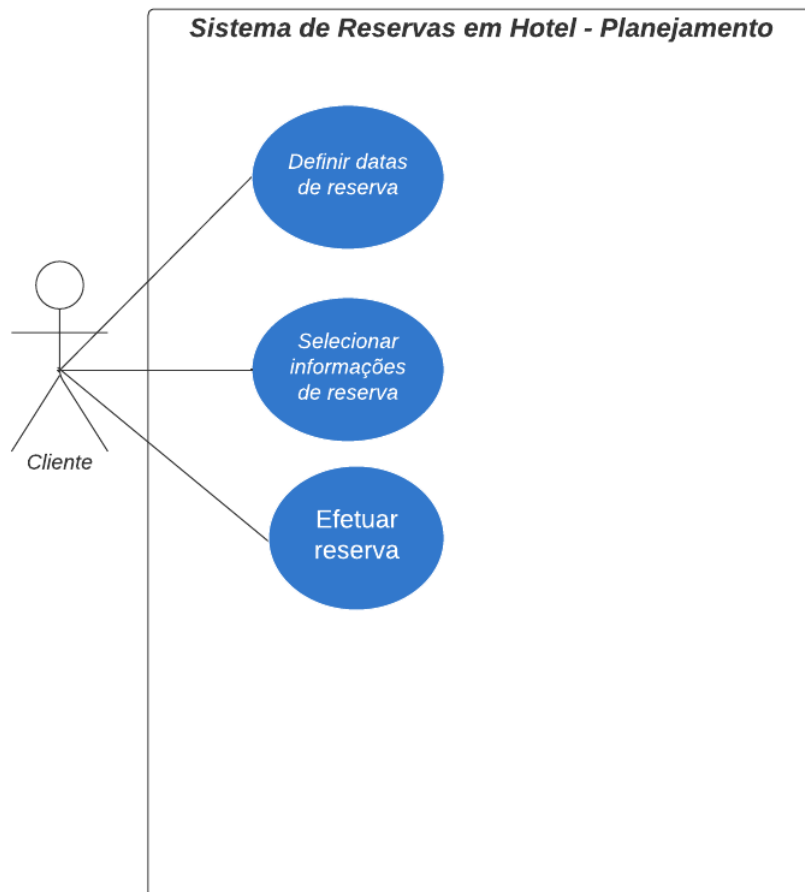 Sistema de Reservas em Hotel - Planejamento
Definir datas
de reserva
Selecionar
informações
de reserva
Cliente
Efetuar
reserva